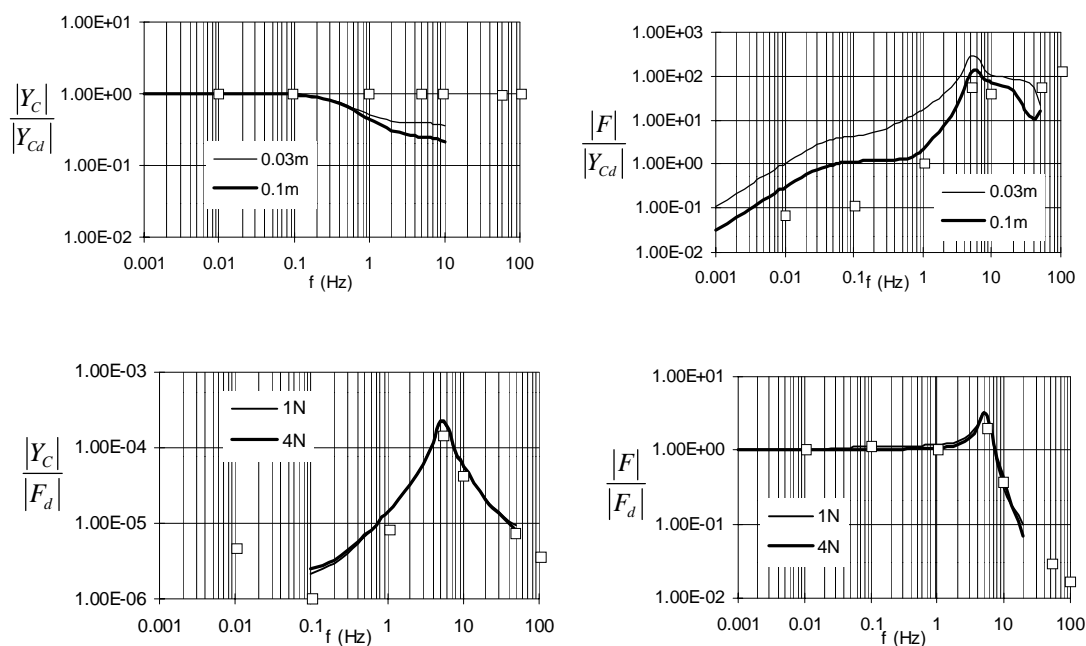 1.00E+01
1.00E+00
1.00E-01
1.00E-02
|Y_C|
|Y_Cd|
0.03m
0.1m
0.001 0.01 0.1 1 10 100
f (Hz)
1.00E+03
1.00E+02
1.00E+01
1.00E+00
1.00E-01
1.00E-02
|F|
|Y_Cd|
0.03m
0.1m
0.001 0.01 0.1 1 10 100
f (Hz)
1.00E-03
1.00E-04
1.00E-05
1.00E-06
|Y_C|
|F_d|
1N
4N
0.001 0.01 0.1 1 10 100
f (Hz)
1.00E+01
1.00E+00
1.00E-01
1.00E-02
|F|
|F_d|
1N
4N
0.001 0.01 0.1 1 10 100
f (Hz)